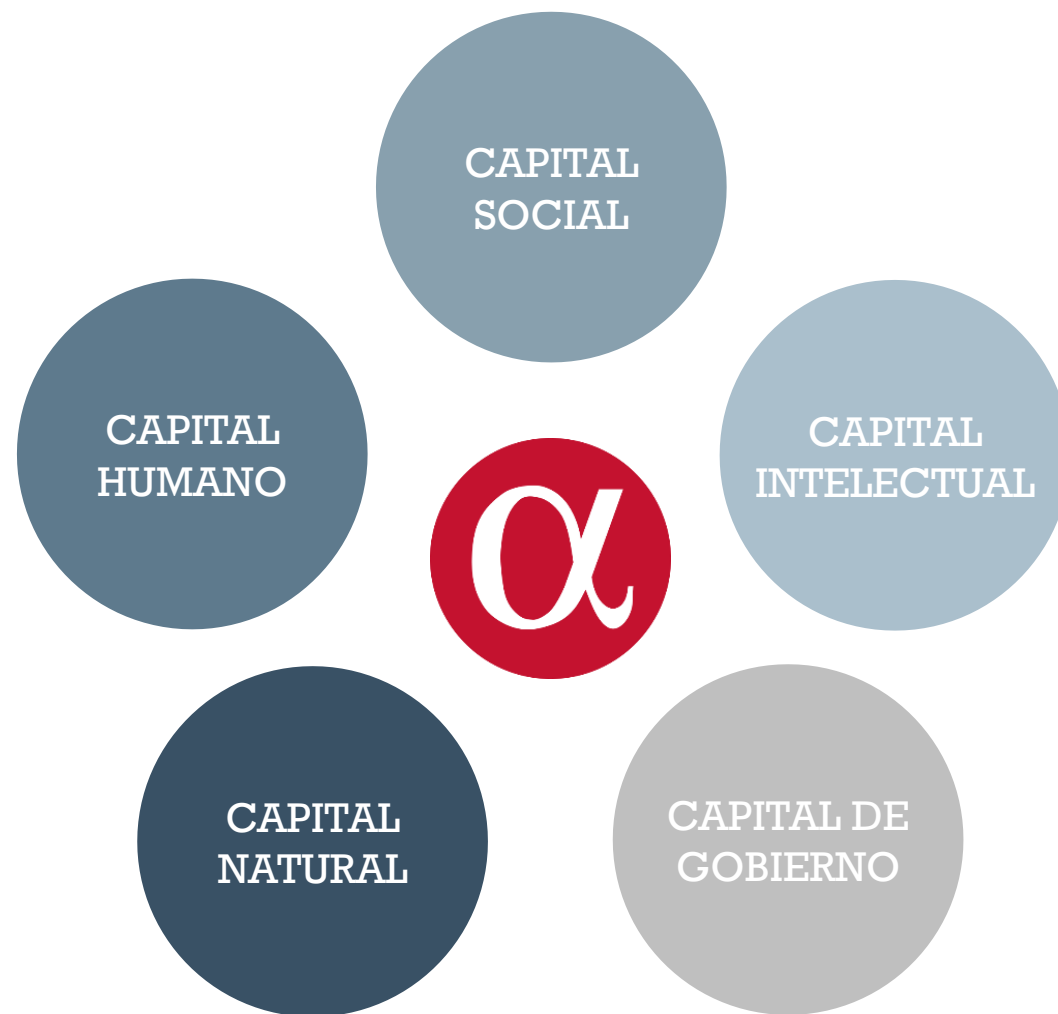 CAPITAL
SOCIAL
CAPITAL
HUMANO
CAPITAL
INTELECTUAL
α
CAPITAL
NATURAL
CAPITAL DE
GOBIERNO